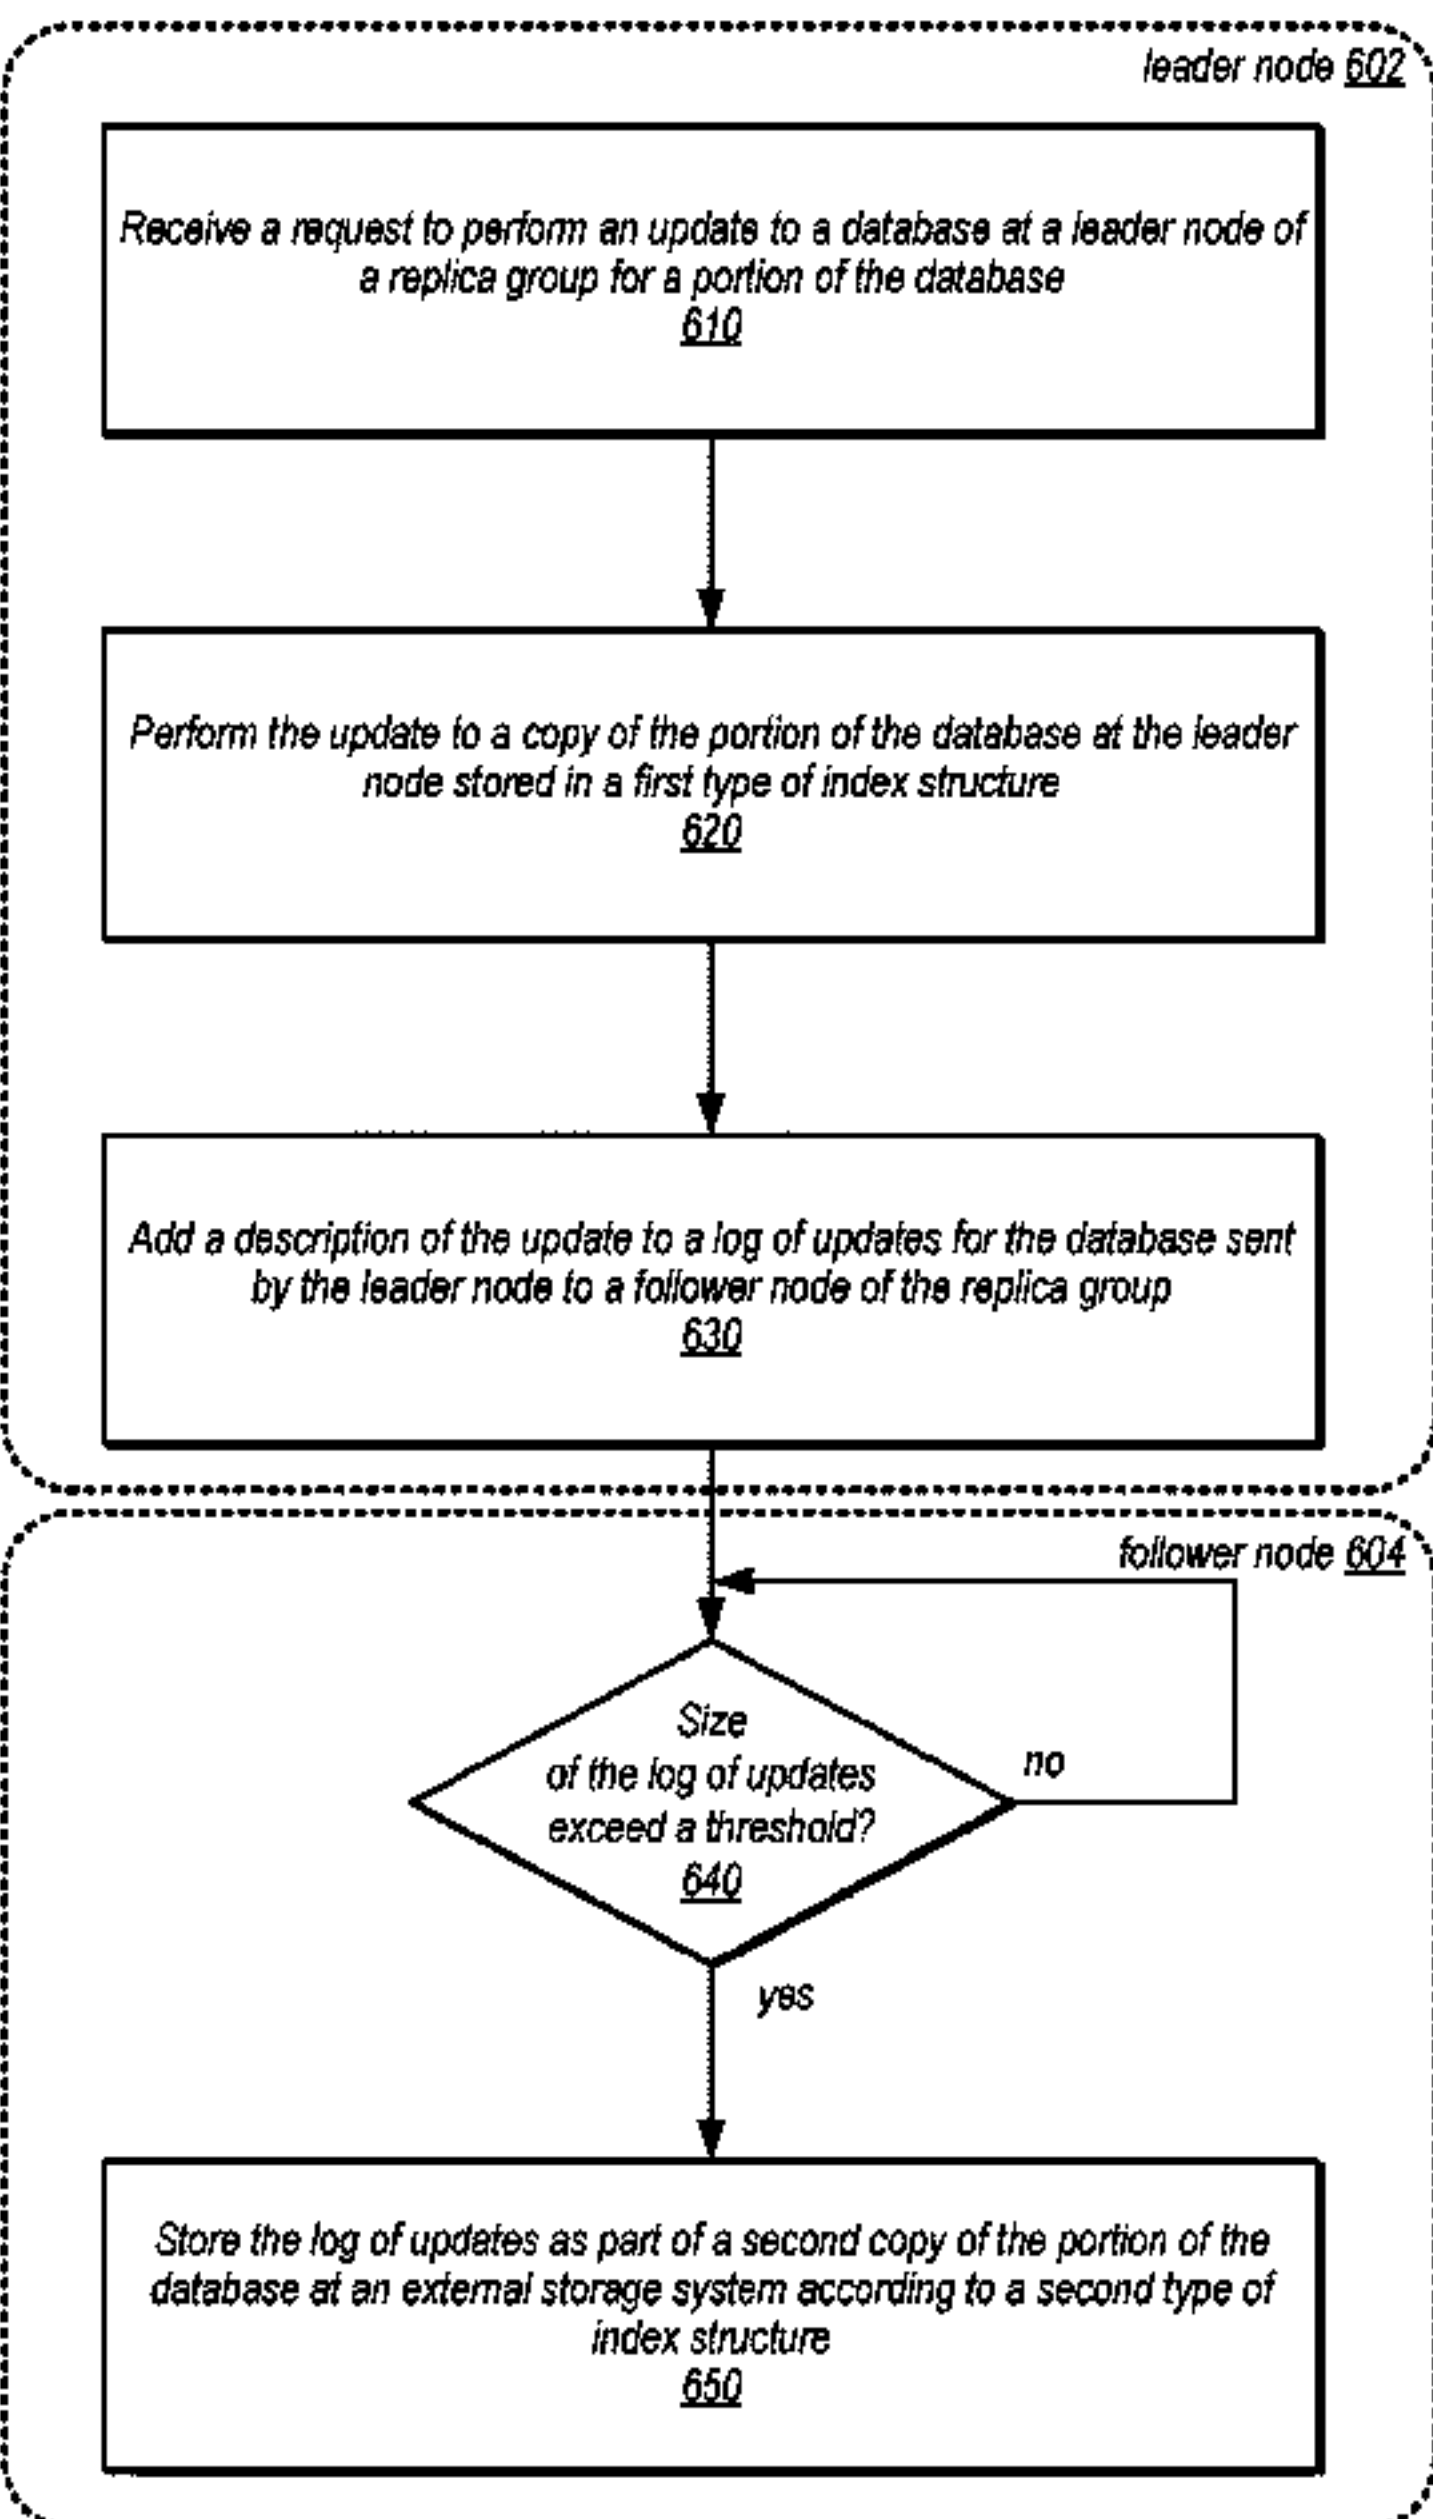 leader node 602
Receive a request to perform an update to a database at a leader node of
a replica group for a portion of the database
610
Perform the update to a copy of the portion of the database at the leader
node stored in a first type of index structure
620
Add a description of the update to a log of updates for the database sent
by the leader node to a follower node of the replica group
630
follower node 604
Size
of the log of updates
exceed a threshold?
640
no
yes
Store the log of updates as part of a second copy of the portion of the
database at an external storage system according to a second type of
index structure
650